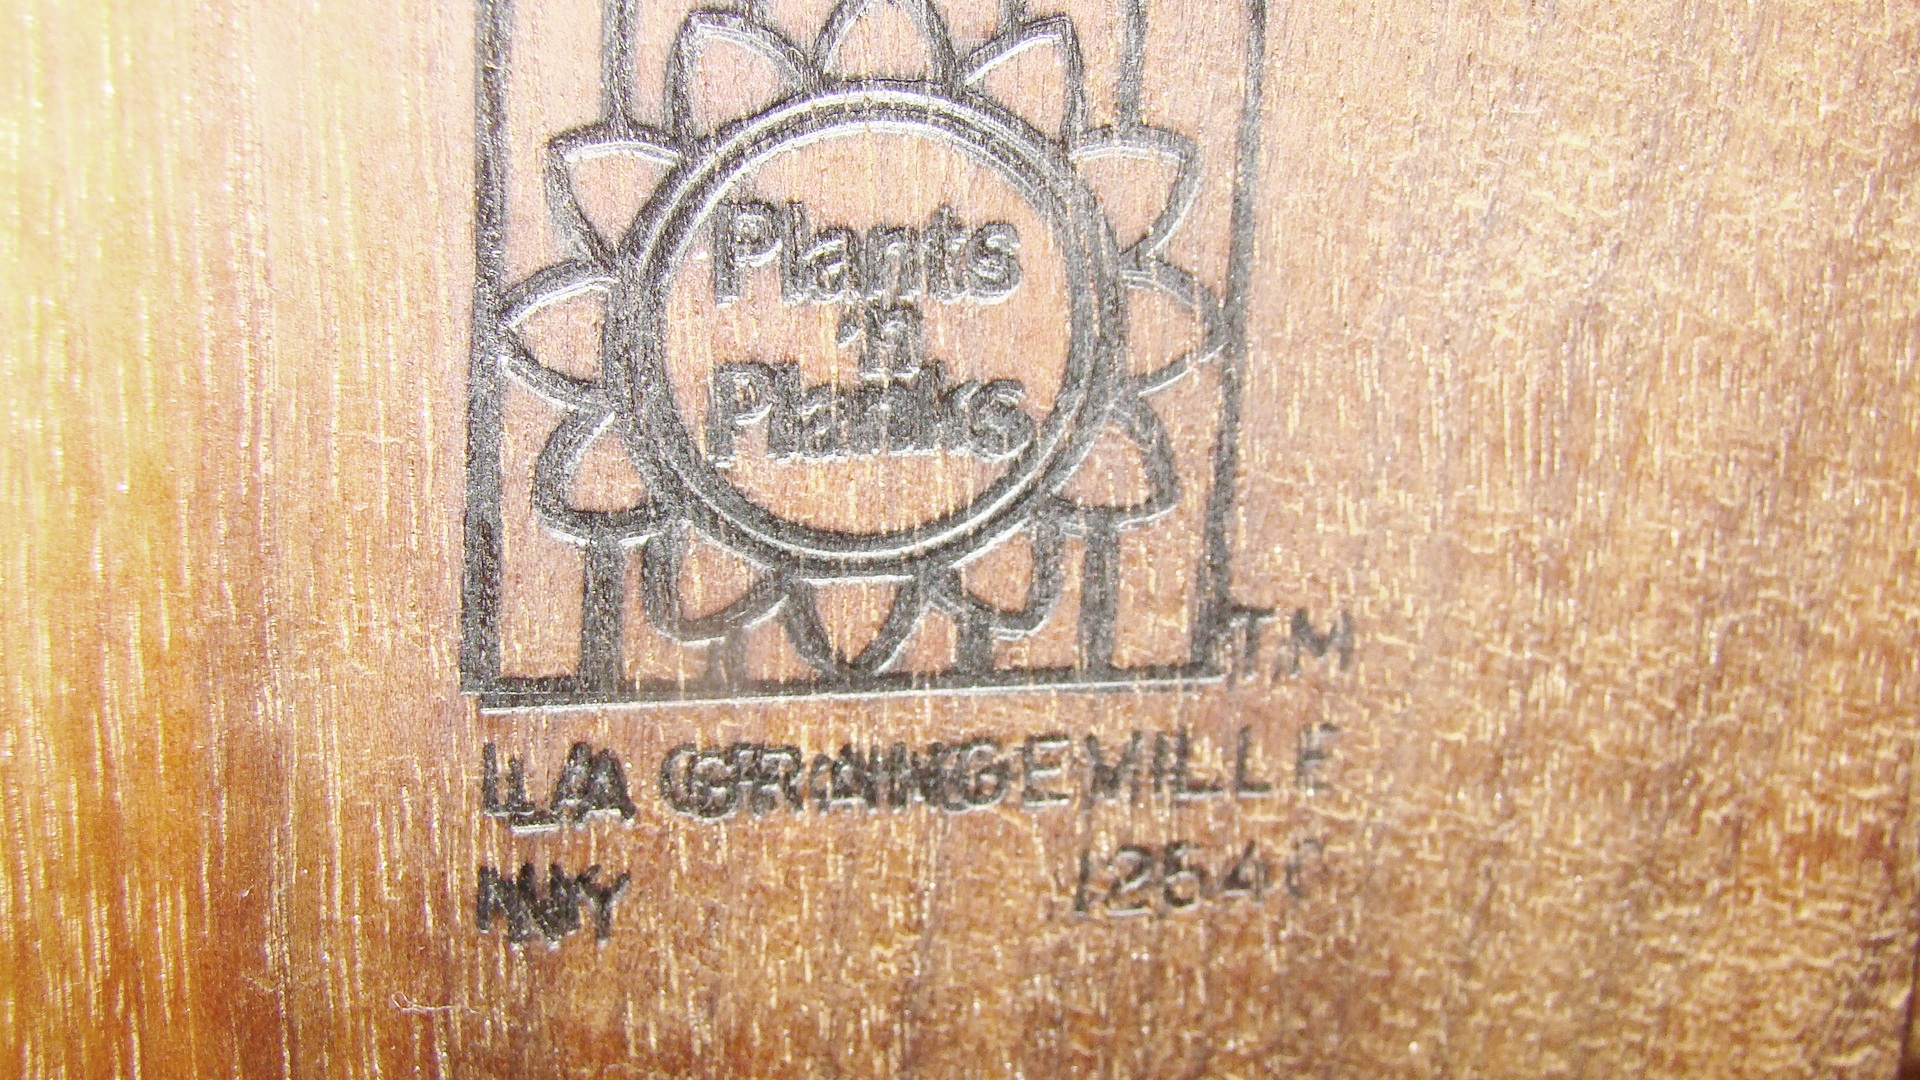 Plants
'n
Planks
TM
LA GRANGEVILLE
NY 12540